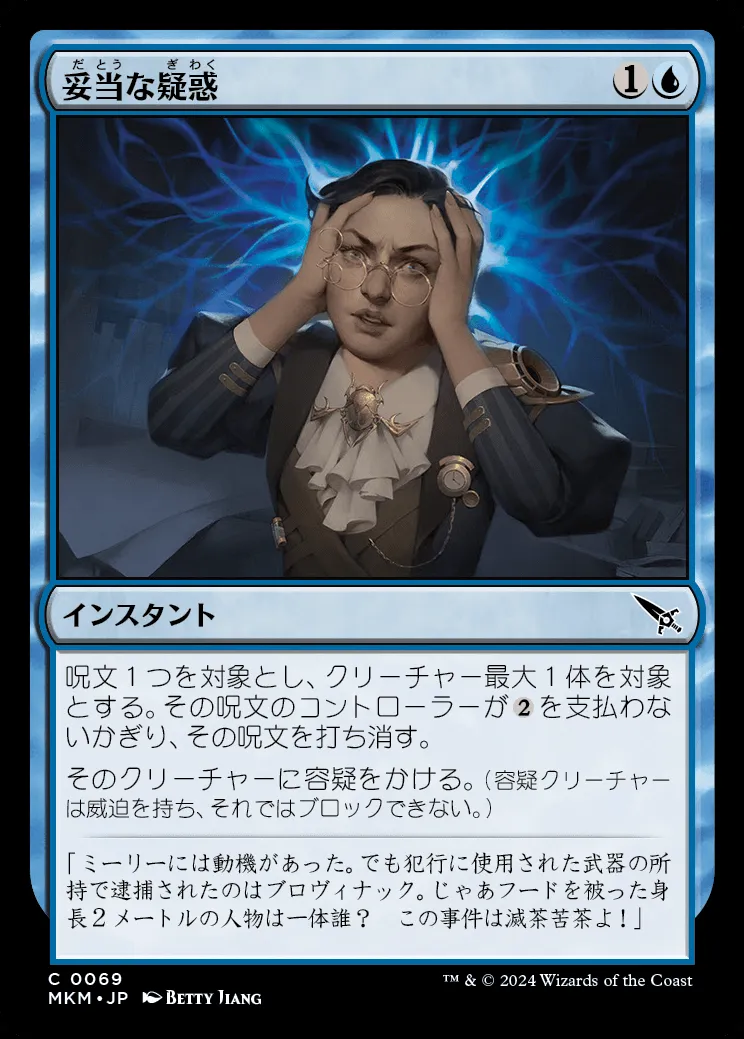 だとう ぎわく
妥当な疑惑 1
インスタント
呪文1つを対象とし、クリーチャー最大1体を対象
とする。その呪文のコントローラーが2を支払わな
いかぎり、その呪文を打ち消す。
そのクリーチャーに容疑をかける。（容疑クリーチャー
は威迫を持ち、それではブロックできない。）
「ミーリーには動機があった。でも犯行に使用された武器の所
持で逮捕されたのはブロヴィナック。じゃあフードを被った身
長2メートルの人物は一体誰？　この事件は滅茶苦茶よ！」
C 0069
MKM • JP Betty Jiang
™ & © 2024 Wizards of the Coast